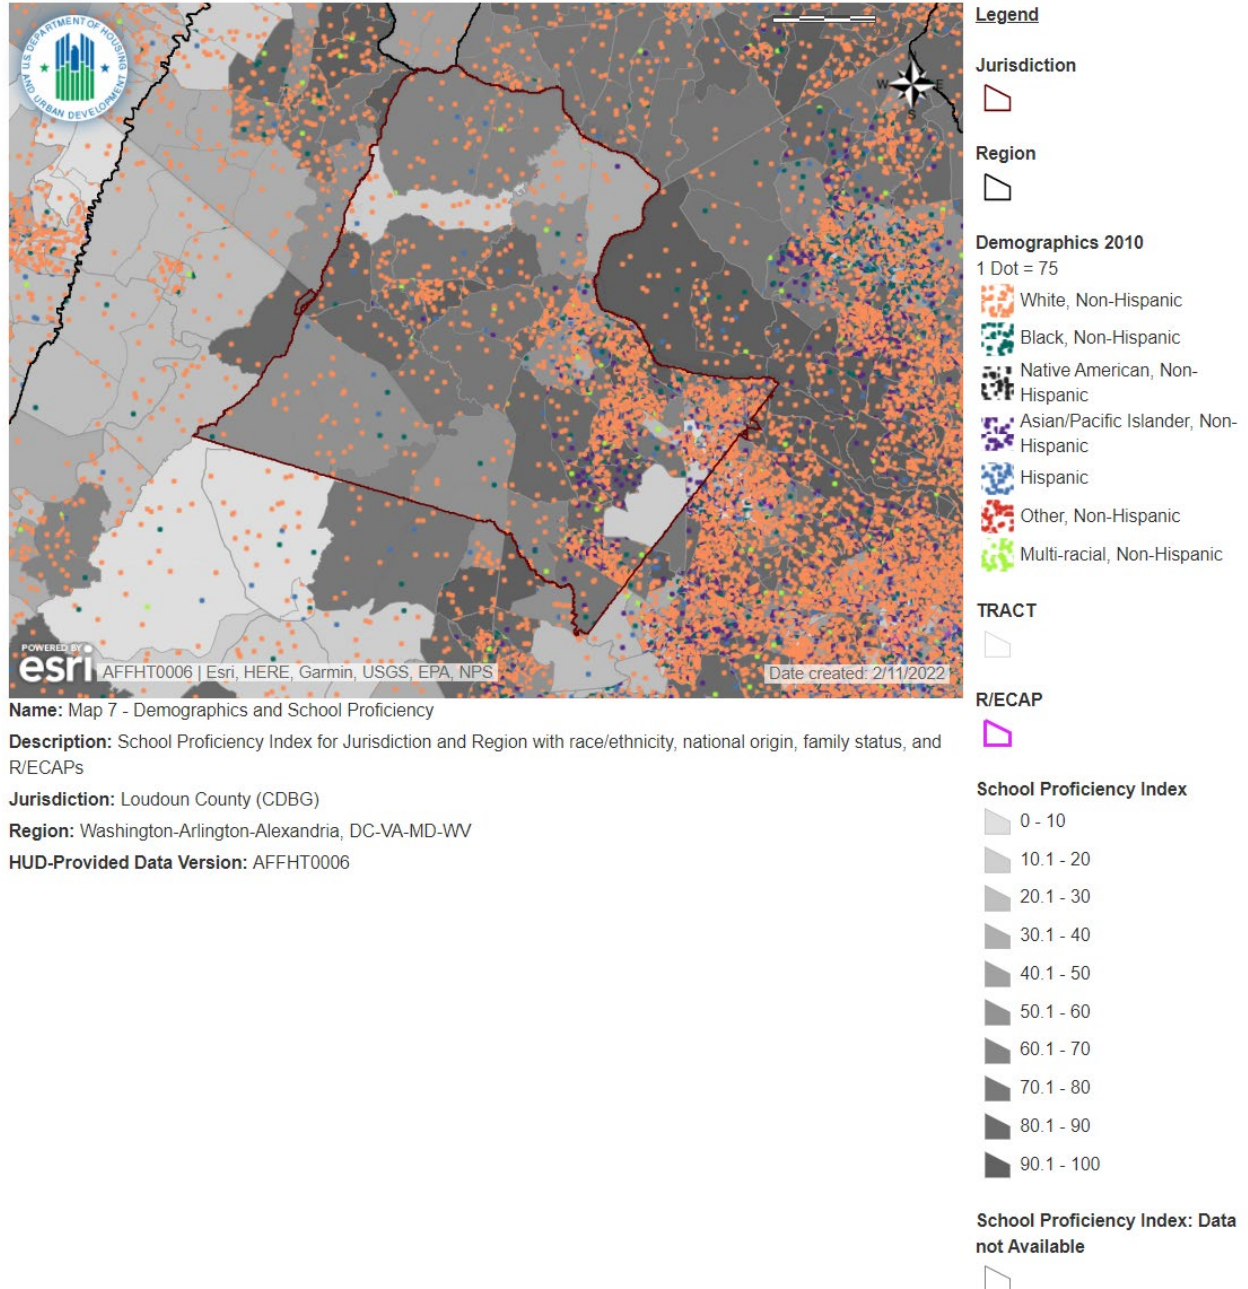 U.S. DEPARTMENT OF HOUSING AND URBAN DEVELOPMENT
N
W E
S
POWERED BY
esri
AFFHT0006 | Esri, HERE, Garmin, USGS, EPA, NPS
Date created: 2/11/2022
Name: Map 7 - Demographics and School Proficiency
Description: School Proficiency Index for Jurisdiction and Region with race/ethnicity, national origin, family status, and
R/ECAPs
Jurisdiction: Loudoun County (CDBG)
Region: Washington-Arlington-Alexandria, DC-VA-MD-WV
HUD-Provided Data Version: AFFHT0006
Legend
Jurisdiction
Region
Demographics 2010
1 Dot = 75
White, Non-Hispanic
Black, Non-Hispanic
Native American, Non-
Hispanic
Asian/Pacific Islander, Non-
Hispanic
Hispanic
Other, Non-Hispanic
Multi-racial, Non-Hispanic
TRACT
R/ECAP
School Proficiency Index
0 - 10
10.1 - 20
20.1 - 30
30.1 - 40
40.1 - 50
50.1 - 60
60.1 - 70
70.1 - 80
80.1 - 90
90.1 - 100
School Proficiency Index: Data
not Available